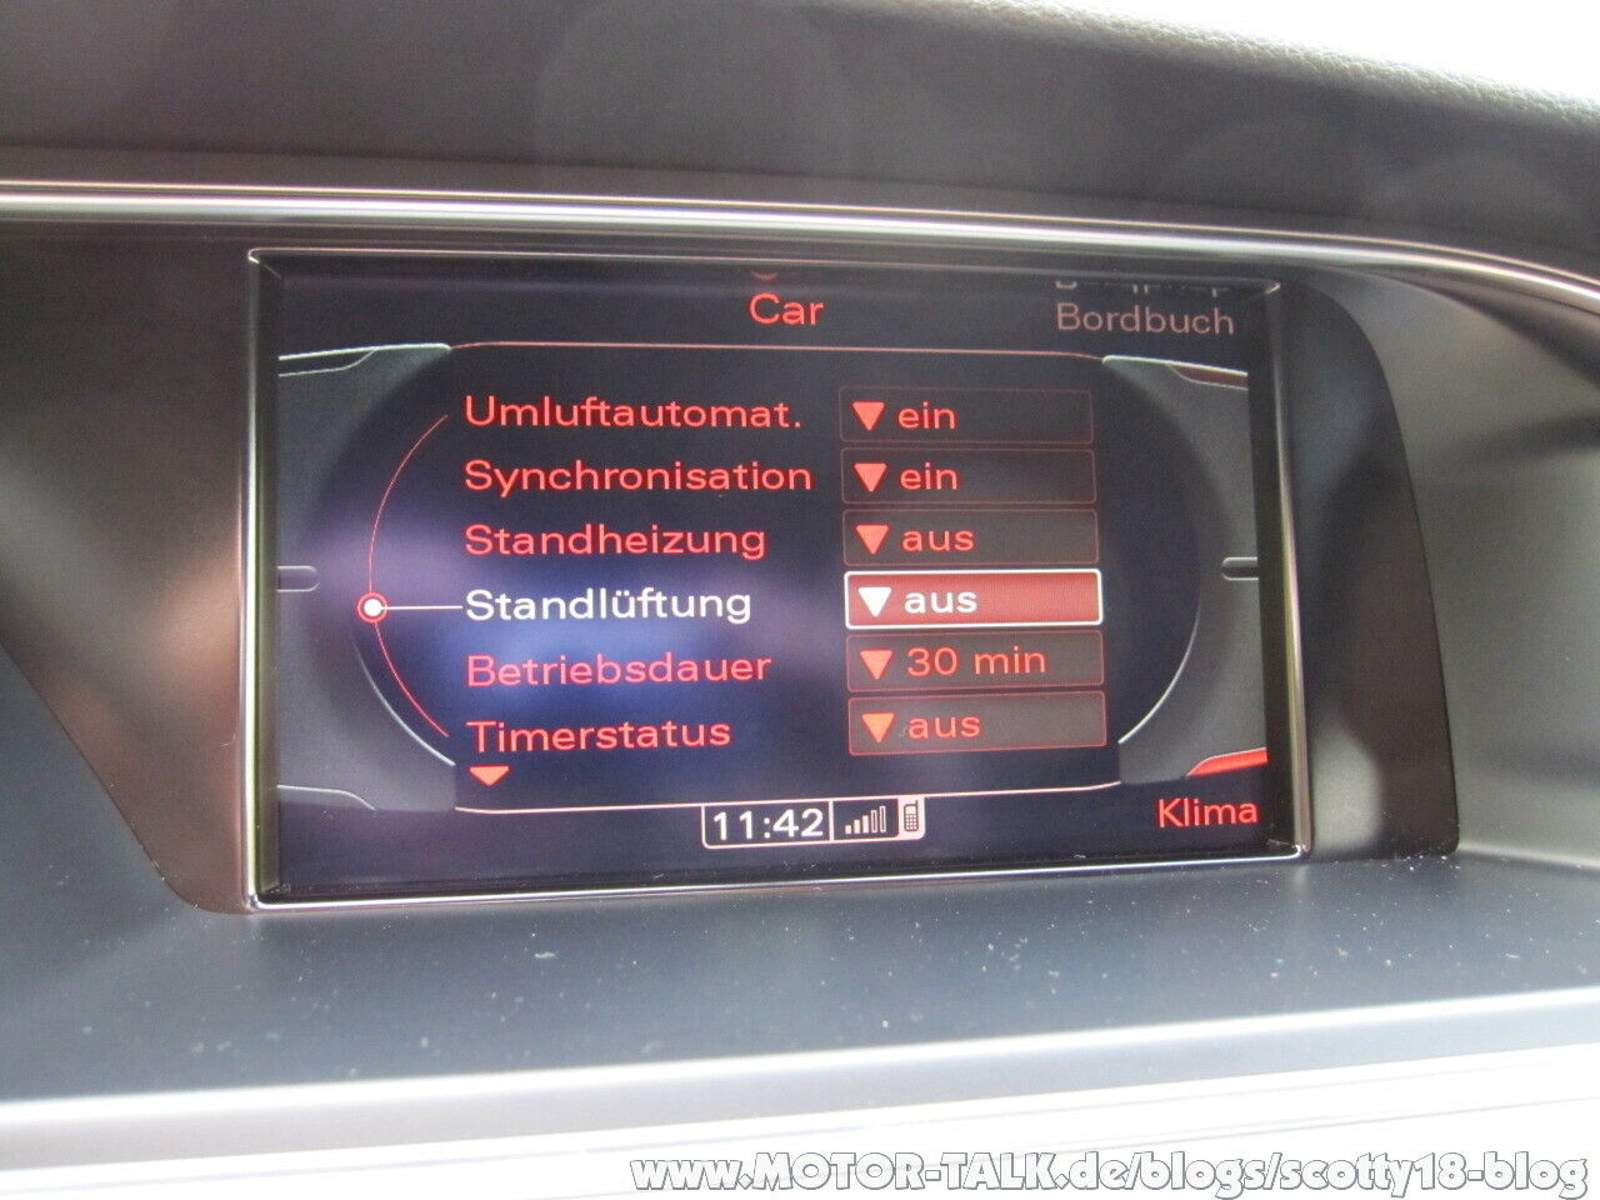 Car
Bordbuch
Umluftautomat. ein
Synchronisation ein
Standheizung aus
Standlüftung aus
Betriebsdauer 30 min
Timerstatus aus
11:42
Klima
www.MOTOR-TALK.de/blogs/scotty18-blog